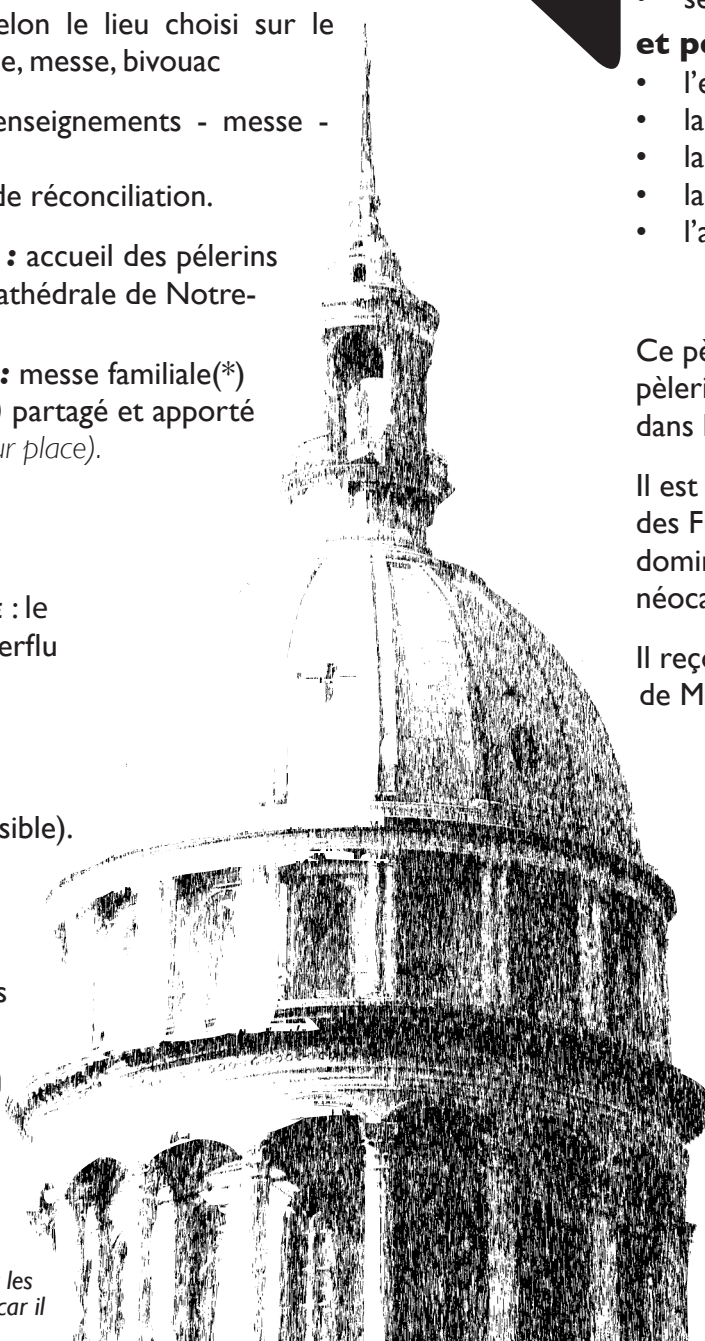 elon le lieu choisi sur le
e, messe, bivouac
enseignements - messe -
de réconciliation.
: accueil des pélerins
athédrale de Notre-
: messe familiale(*)
) partagé et apporté
ur place).
: le
erflu
sible).
s
)
les
car il
se
et po
• l'e
• la
• la
• la
• l'a
Ce pè
pèleri
dans l
Il est
des F
domin
néoca
Il reço
de M